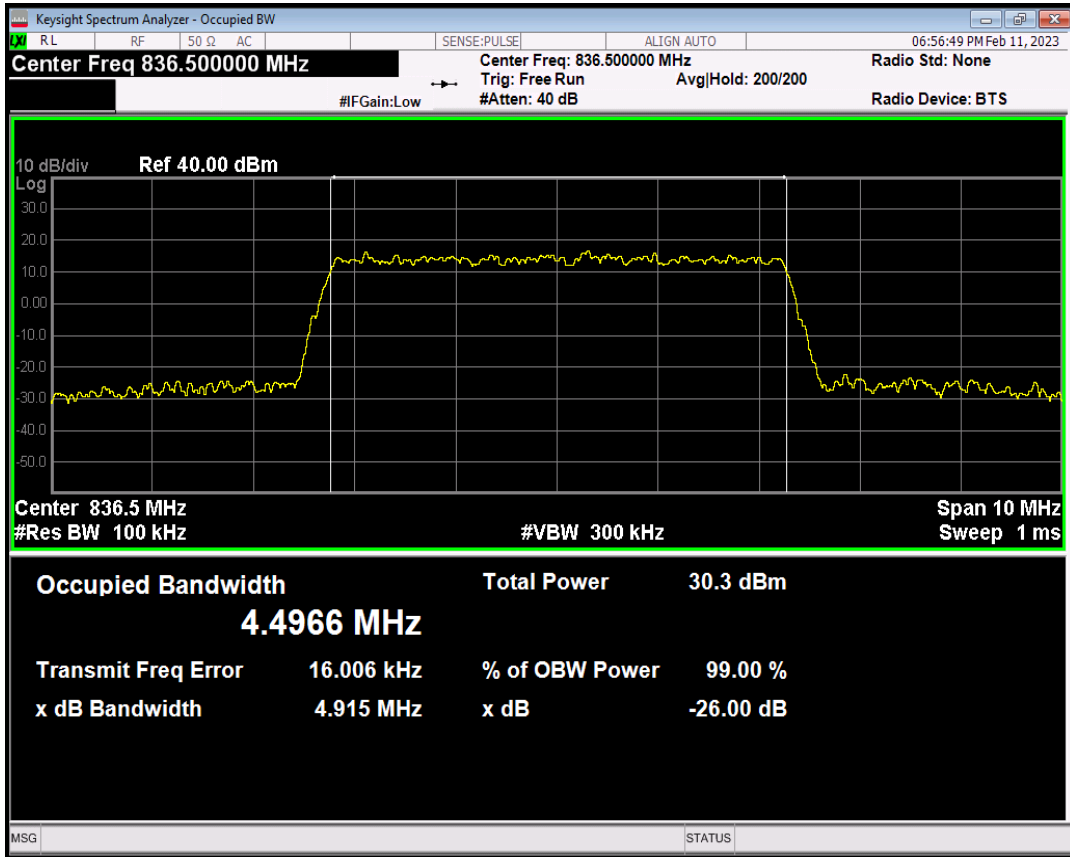 Keysight Spectrum Analyzer - Occupied BW
LXI RL RF 50 Ω AC SENSE:PULSE ALIGN AUTO 06:56:49 PM Feb 11, 2023
Center Freq 836.500000 MHz Center Freq: 836.500000 MHz Radio Std: None
Trig: Free Run Avg|Hold: 200/200
#IFGain:Low #Atten: 40 dB Radio Device: BTS
10 dB/div Ref 40.00 dBm
Log
30.0
20.0
10.0
0.00
-10.0
-20.0
-30.0
-40.0
-50.0
Center 836.5 MHz Span 10 MHz
#Res BW 100 kHz #VBW 300 kHz Sweep 1 ms
Occupied Bandwidth Total Power 30.3 dBm
4.4966 MHz
Transmit Freq Error 16.006 kHz % of OBW Power 99.00 %
x dB Bandwidth 4.915 MHz x dB -26.00 dB
MSG STATUS